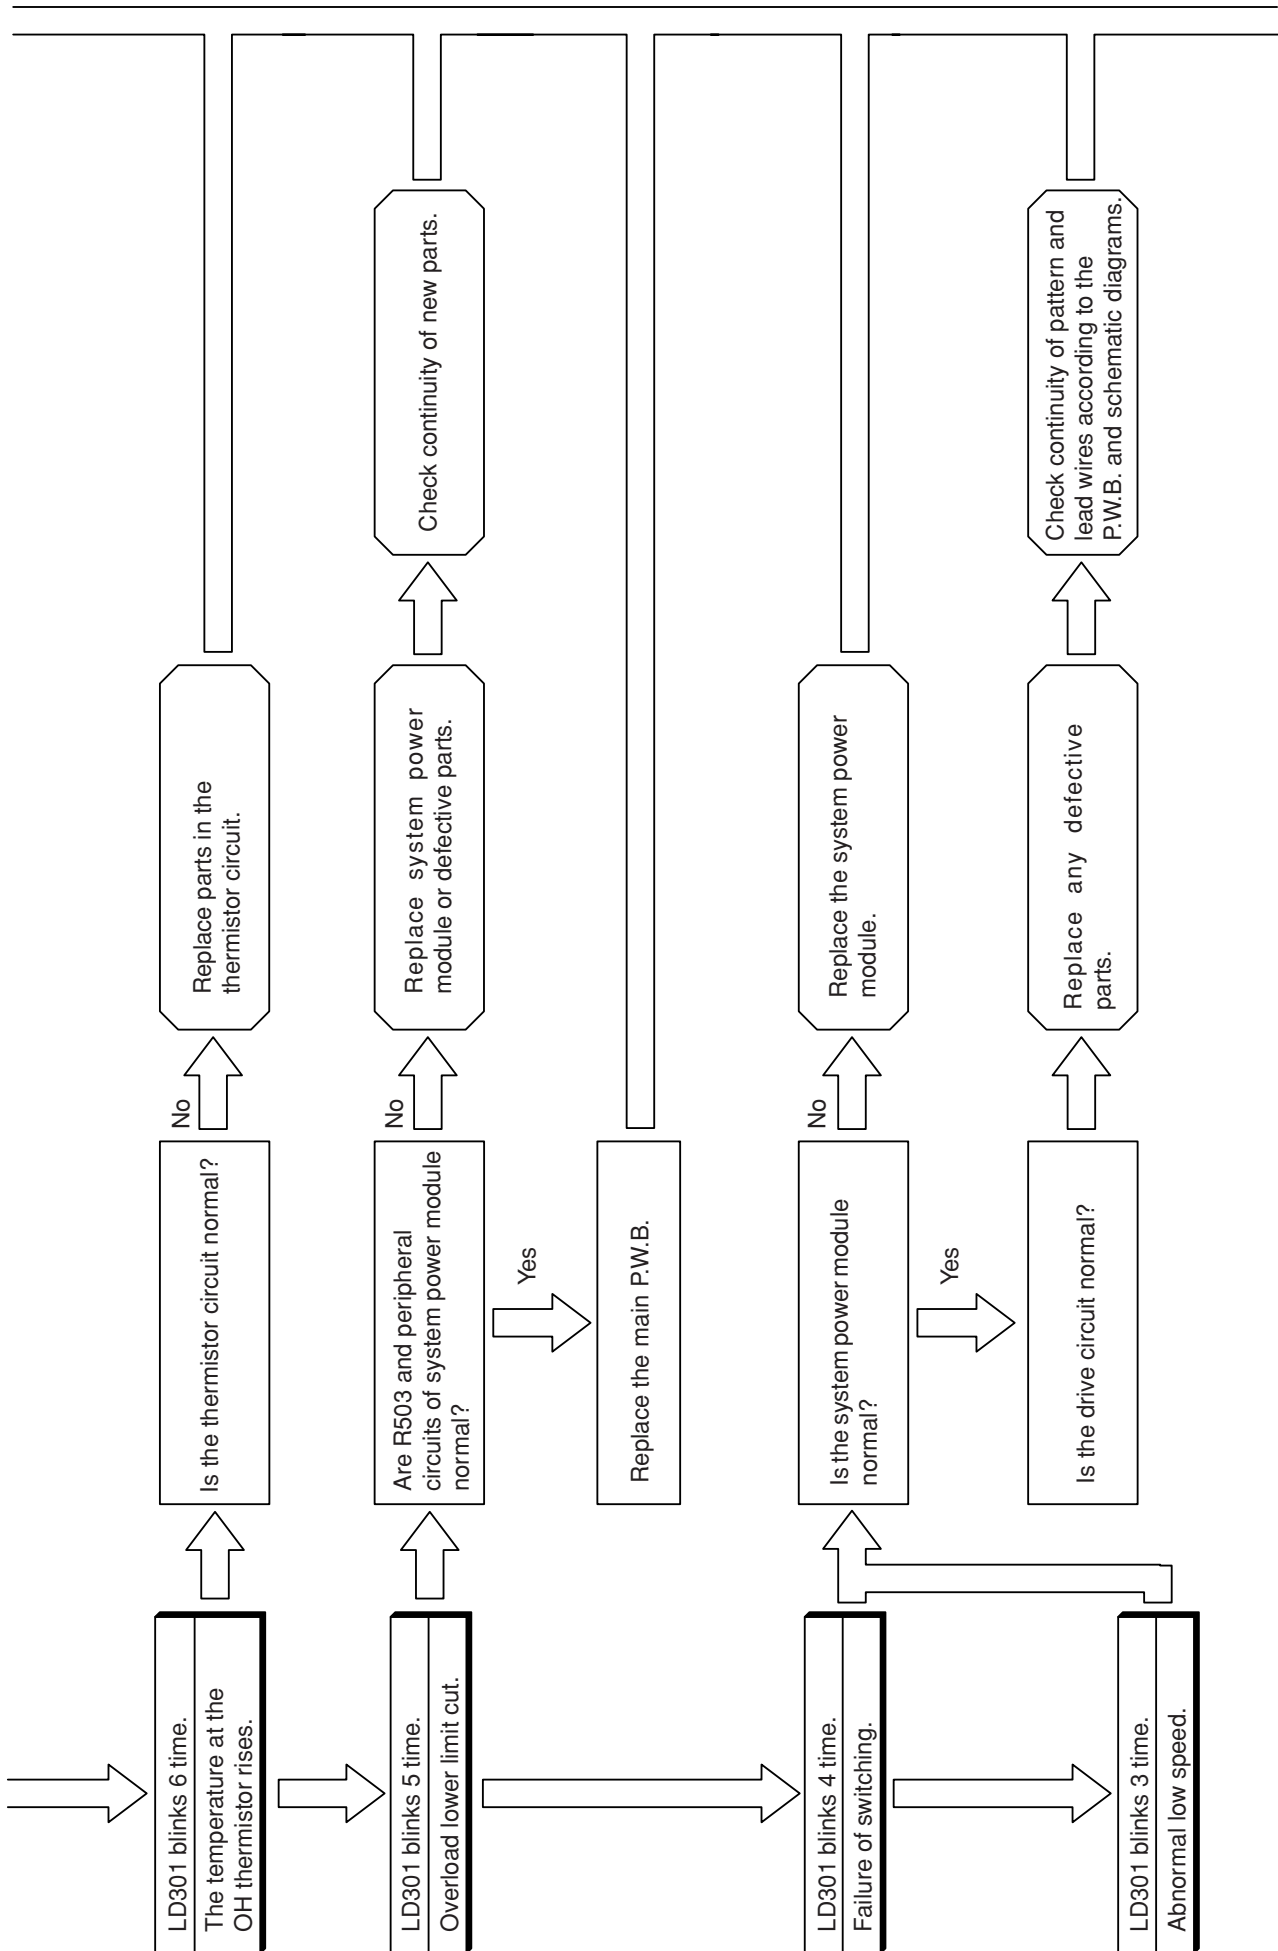 LD301 blinks 6 time.
The temperature at the
OH thermistor rises.
Is the thermistor circuit normal?
No
Replace parts in the
thermistor circuit.
LD301 blinks 5 time.
Overload lower limit cut.
Are R503 and peripheral
circuits of system power module
normal?
No
Replace system power
module or defective parts.
Check continuity of new parts.
Yes
Replace the main P.W.B.
LD301 blinks 4 time.
Failure of switching.
Is the system power module
normal?
No
Replace the system power
module.
Yes
Is the drive circuit normal?
Replace any defective
parts.
Check continuity of pattern and
lead wires according to the
P.W.B. and schematic diagrams.
LD301 blinks 3 time.
Abnormal low speed.